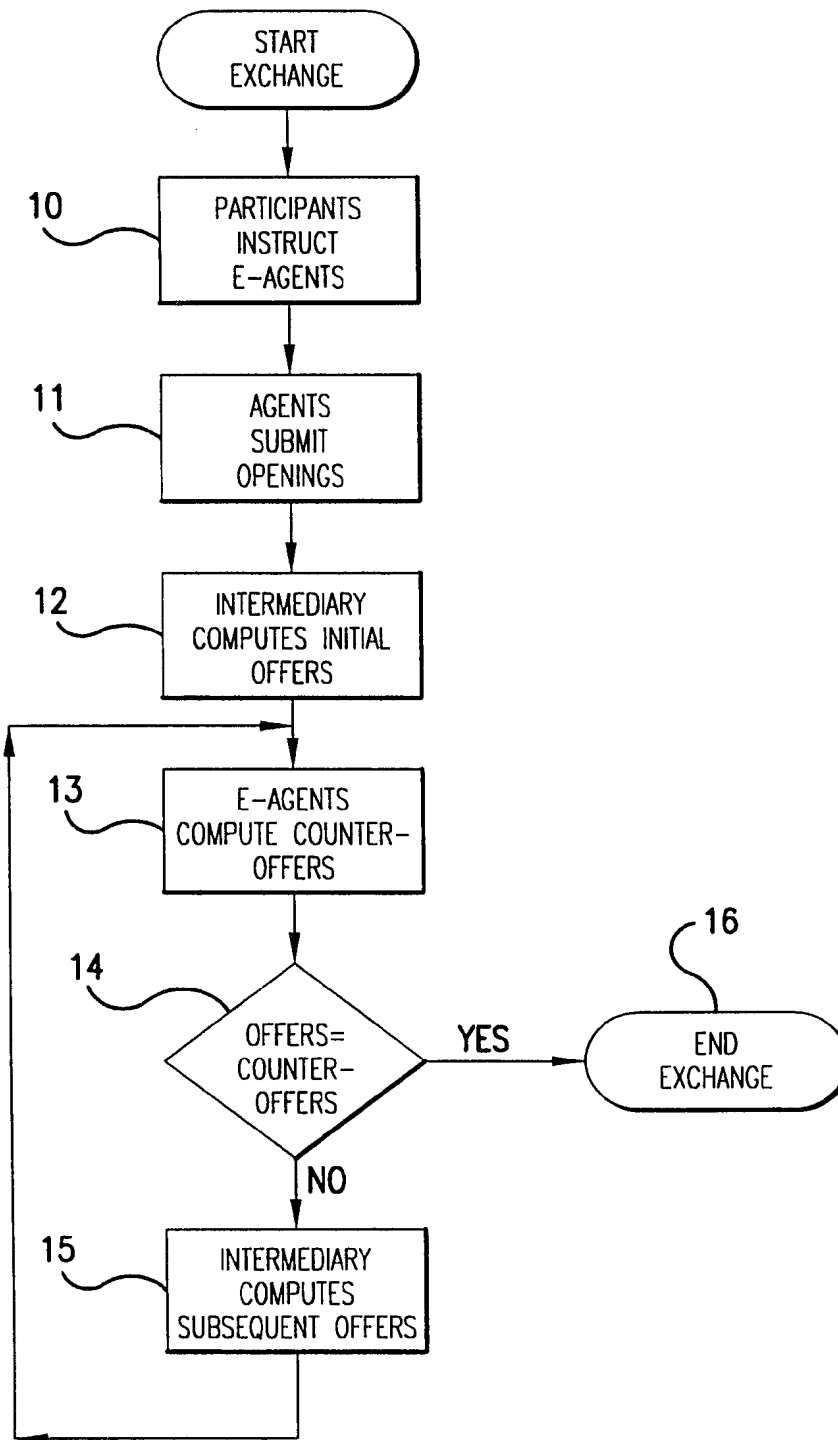 START
EXCHANGE
10
PARTICIPANTS
INSTRUCT
E-AGENTS
11
AGENTS
SUBMIT
OPENINGS
12
INTERMEDIARY
COMPUTES INITIAL
OFFERS
13
E-AGENTS
COMPUTE COUNTER-
OFFERS
14
OFFERS=
COUNTER-
OFFERS
YES
16
END
EXCHANGE
NO
15
INTERMEDIARY
COMPUTES
SUBSEQUENT OFFERS